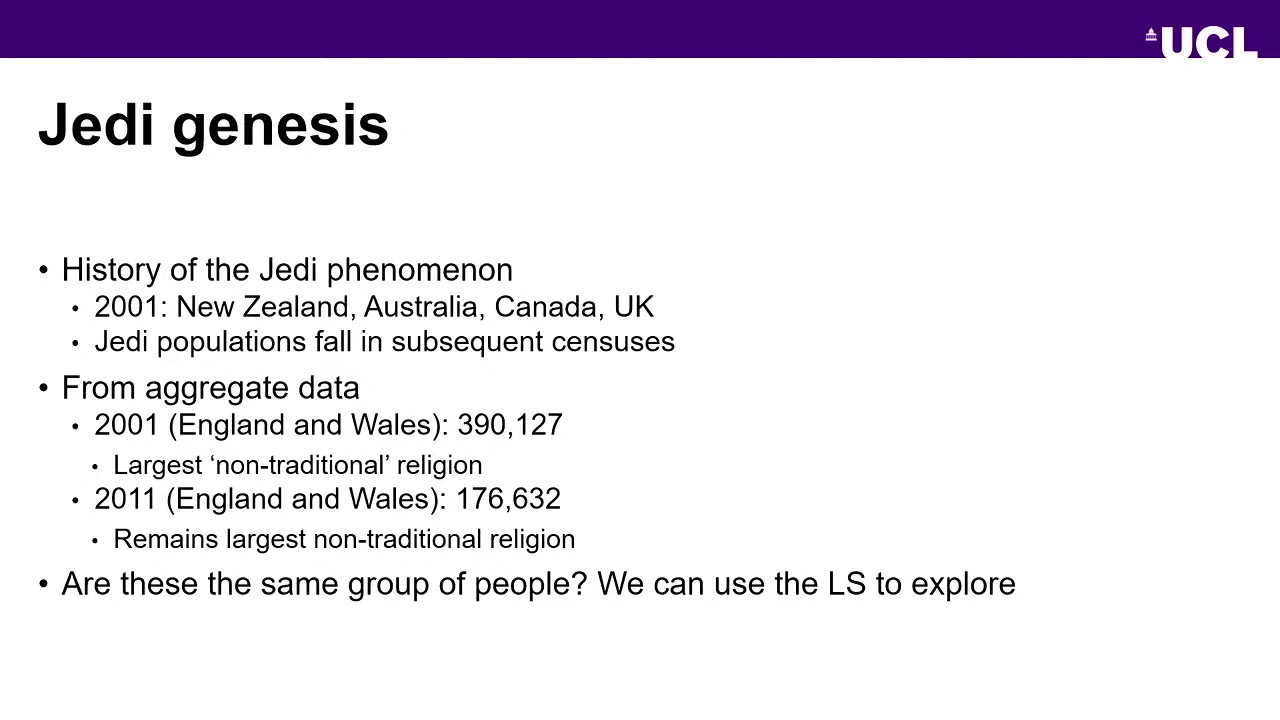 UCL
Jedi genesis
• History of the Jedi phenomenon
• 2001: New Zealand, Australia, Canada, UK
• Jedi populations fall in subsequent censuses
• From aggregate data
• 2001 (England and Wales): 390,127
• Largest ‘non-traditional’ religion
• 2011 (England and Wales): 176,632
• Remains largest non-traditional religion
• Are these the same group of people? We can use the LS to explore